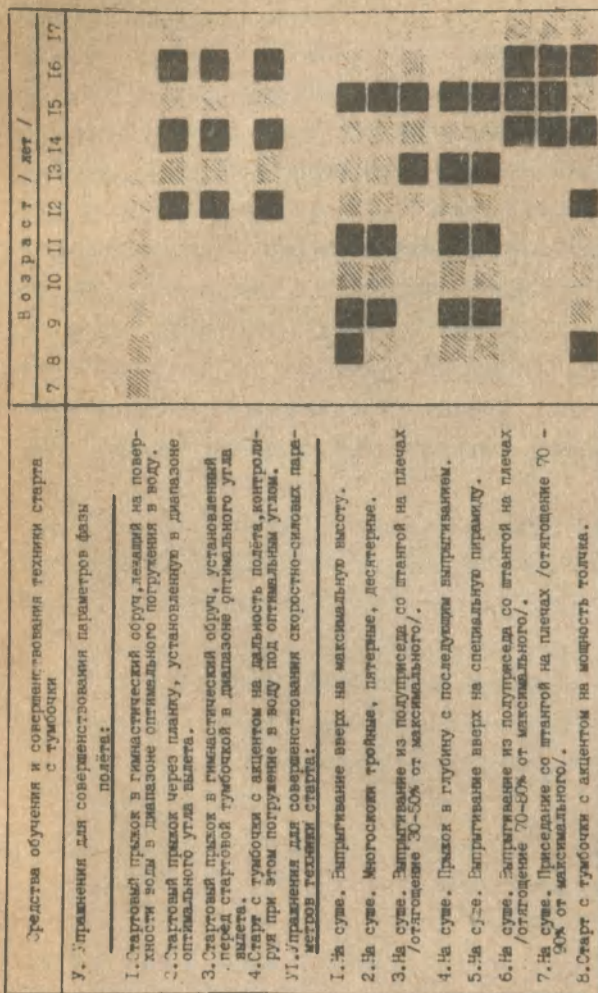 Средства обучения и совершенствования техники старта
с тумбочки
Возраст / лет /
7 8 9 10 11 12 13 14 15 16 17
У. Упражнения для совершенствования параметров фазы
полёта:
1. Стартовый прыжок в гимнастический обруч, лежащий на повер-
хности воды в диапазоне оптимального погружения в воду.
2. Стартовый прыжок через планку, установленную в диапазоне
оптимального угла вылета.
3. Стартовый прыжок в гимнастический обруч, установленный
перед стартовой тумбочкой в диапазоне оптимального угла
вылета.
4. Старт с тумбочки с акцентом на дальность полёта, контроли-
руя при этом погружение в воду под оптимальным углом.
УІ. Упражнения для совершенствования скоростно-силовых пара-
метров техники старта:
1. На суше. Выпрыгивание вверх на максимальную высоту.
2. На суше. Многоскоки тройные, пятерные, десятерные.
3. На суше. Выпрыгивание из полуприседа со штангой на плечах
/отягощение 30-50% от максимального/.
4. На суше. Прыжок в глубину с последующим выпрыгиванием.
5. На суше. Выпрыгивание вверх на специальную пирамиду.
6. На суше. Выпрыгивание из полуприседа со штангой на плечах
/отягощение 70-80% от максимального/.
7. На суше. Приседание со штангой на плечах /отягощение 70 -
90% от максимального/.
8. Старт с тумбочки с акцентом на мощность толчка.